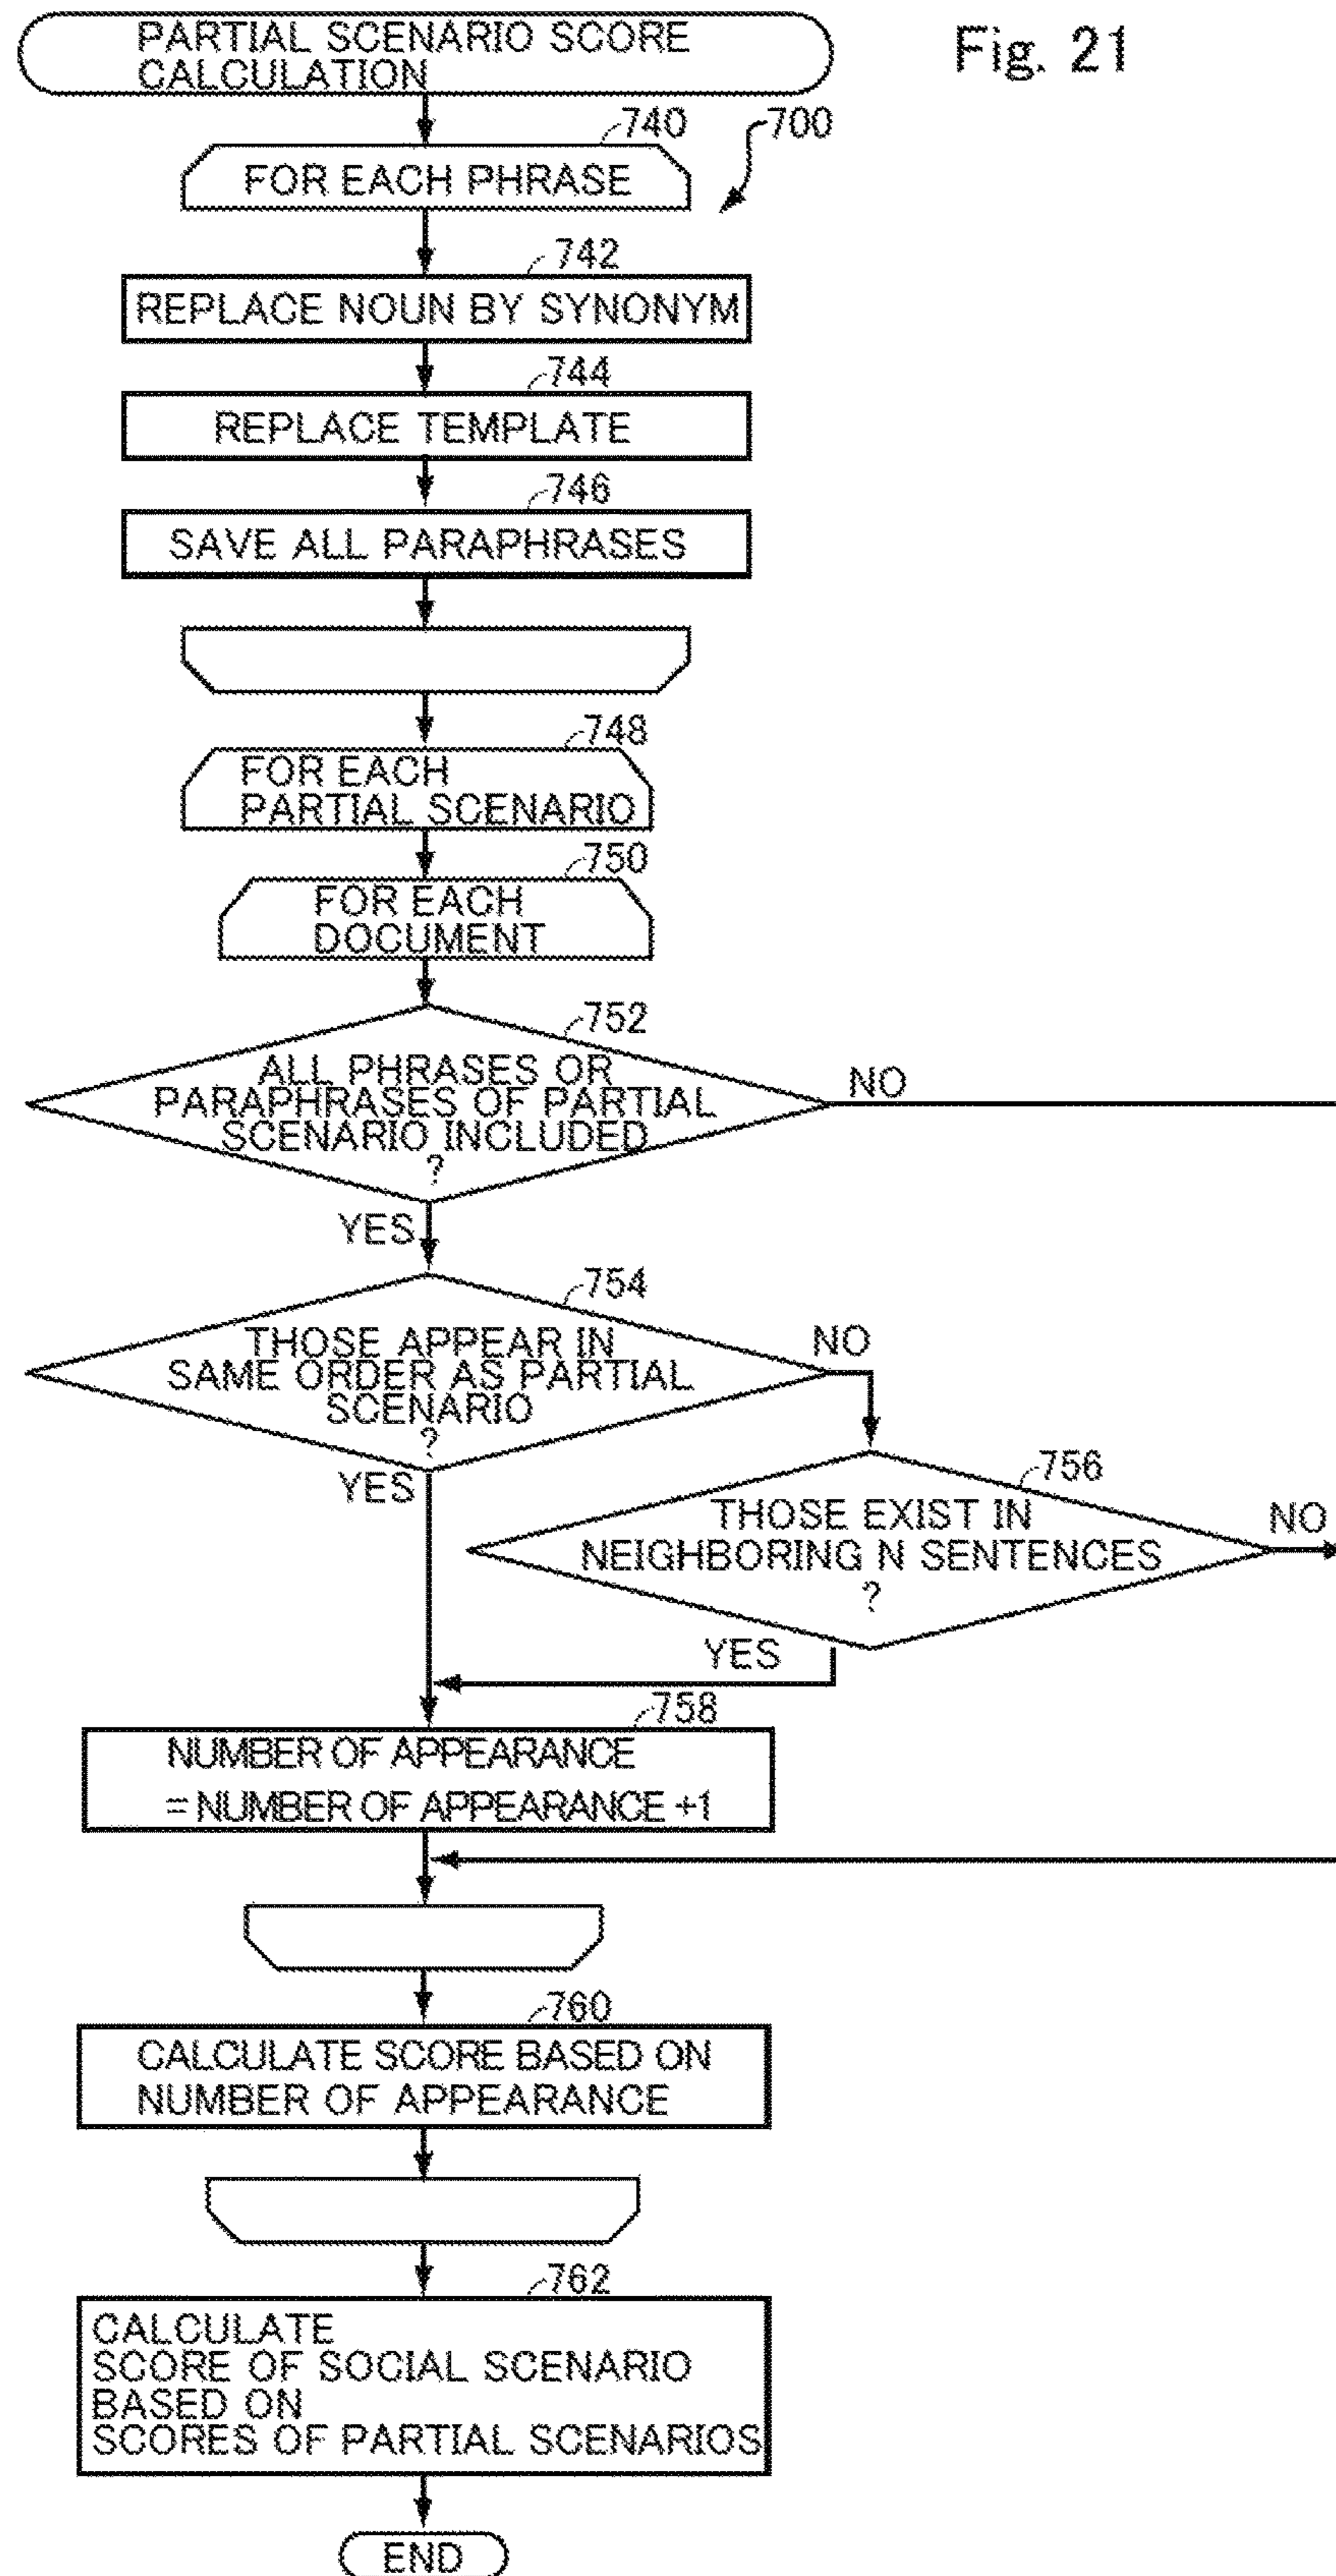 PARTIAL SCENARIO SCORE
CALCULATION
Fig. 21
740
700
FOR EACH PHRASE
742
REPLACE NOUN BY SYNONYM
744
REPLACE TEMPLATE
746
SAVE ALL PARAPHRASES
748
FOR EACH
PARTIAL SCENARIO
750
FOR EACH
DOCUMENT
752
ALL PHRASES OR
PARAPHRASES OF PARTIAL
SCENARIO INCLUDED
?
NO
YES
754
THOSE APPEAR IN
SAME ORDER AS PARTIAL
SCENARIO
?
NO
YES
756
THOSE EXIST IN
NEIGHBORING N SENTENCES
?
NO
YES
758
NUMBER OF APPEARANCE
= NUMBER OF APPEARANCE +1
760
CALCULATE SCORE BASED ON
NUMBER OF APPEARANCE
762
CALCULATE
SCORE OF SOCIAL SCENARIO
BASED ON
SCORES OF PARTIAL SCENARIOS
END